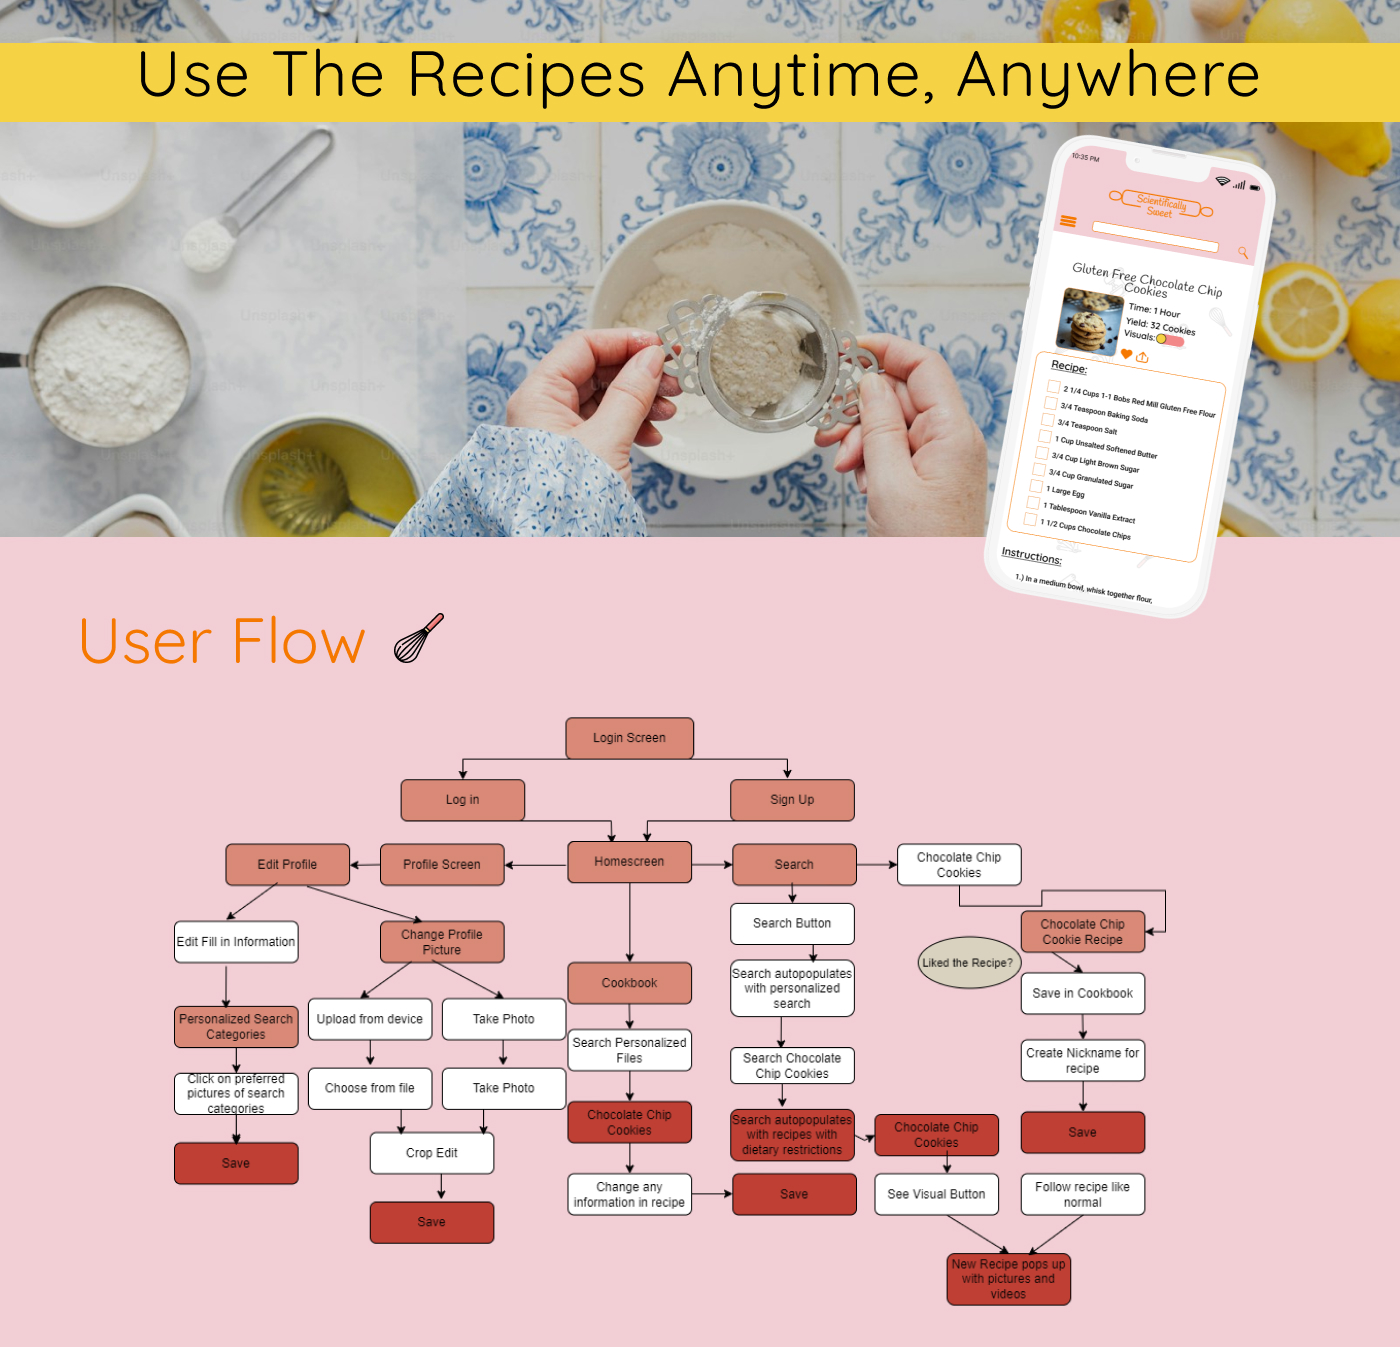 Use The Recipes Anytime, Anywhere
10:35 PM
Scientifically
Sweet
Gluten Free Chocolate Chip
Cookies
Time: 1 Hour
Yield: 32 Cookies
Visuals:
Recipe:
2 1/4 Cups 1-1 Bobs Red Mill Gluten Free Flour
3/4 Teaspoon Baking Soda
3/4 Teaspoon Salt
1 Cup Unsalted Softened Butter
3/4 Cup Light Brown Sugar
3/4 Cup Granulated Sugar
1 Large Egg
1 Tablespoon Vanilla Extract
1 1/2 Cups Chocolate Chips
Instructions:
1.) In a medium bowl, whisk together flour,
Unsplash+
User Flow
Login Screen
Log in
Sign Up
Edit Profile
Profile Screen
Homescreen
Search
Chocolate Chip
Cookies
Edit Fill in Information
Change Profile
Picture
Search Button
Chocolate Chip
Cookie Recipe
Liked the Recipe?
Cookbook
Search autopopulates
with personalized
search
Save in Cookbook
Personalized Search
Categories
Upload from device
Take Photo
Search Personalized
Files
Search Chocolate
Chip Cookies
Create Nickname for
recipe
Click on preferred
pictures of search
categories
Choose from file
Take Photo
Chocolate Chip
Cookies
Search autopopulates
with recipes with
dietary restrictions
Chocolate Chip
Cookies
Save
Save
Crop Edit
Change any
information in recipe
Save
See Visual Button
Follow recipe like
normal
Save
New Recipe pops up
with pictures and
videos